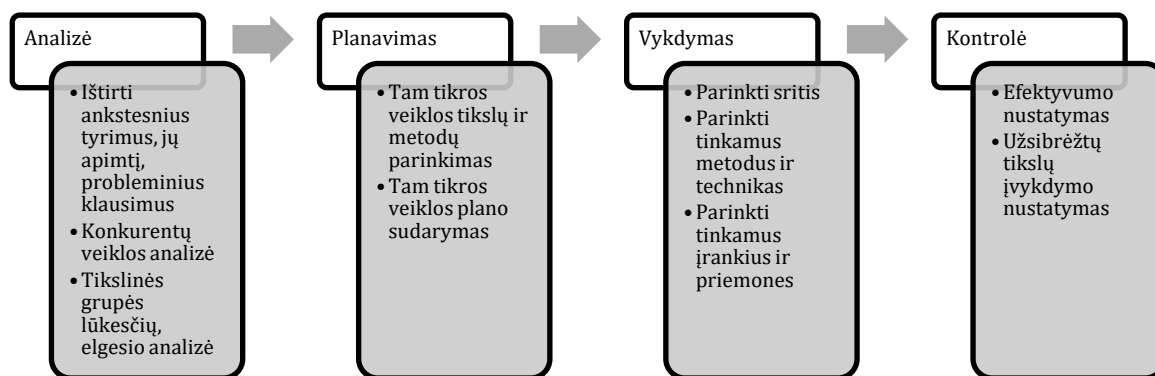 Analizė
• Ištirti
ankstesnius
tyrimus, jų
apimtį,
probleminius
klausimus
• Konkurentų
veiklos analizė
• Tikslinės
grupės
lūkesčių,
elgesio analizė
Planavimas
• Tam tikros
veiklos tikslų ir
metodų
parinkimas
• Tam tikros
veiklos plano
sudarymas
Vykdymas
• Parinkti sritis
• Parinkti
tinkamus
metodus ir
technikas
• Parinkti
tinkamus
įrankius ir
priemones
Kontrolė
• Efektyvumo
nustatymas
• Užsibrėžtų
tikslų
įvykdymo
nustatymas